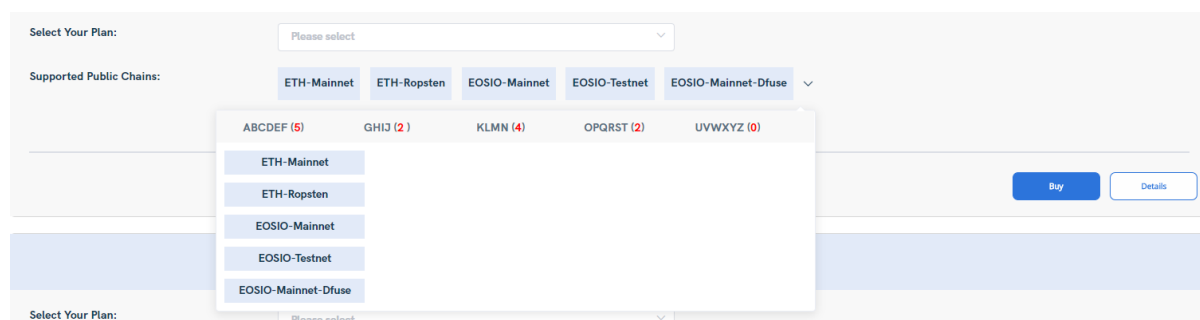 Select Your Plan:
Please select
Supported Public Chains:
ETH-Mainnet ETH-Ropsten EOSIO-Mainnet EOSIO-Testnet EOSIO-Mainnet-Dfuse
ABCDEF (5) GHIJ (2 ) KLMN (4) OPQRST (2) UVWXYZ (0)
ETH-Mainnet
ETH-Ropsten
EOSIO-Mainnet
EOSIO-Testnet
EOSIO-Mainnet-Dfuse
Buy Details
Select Your Plan:
Please select